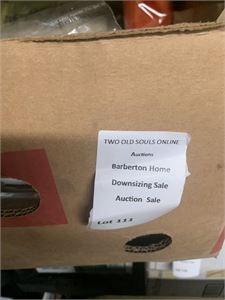 TWO OLD SOULS ONLINE
Auctions
Barberton Home
Downsizing Sale
Auction Sale
Lot 111